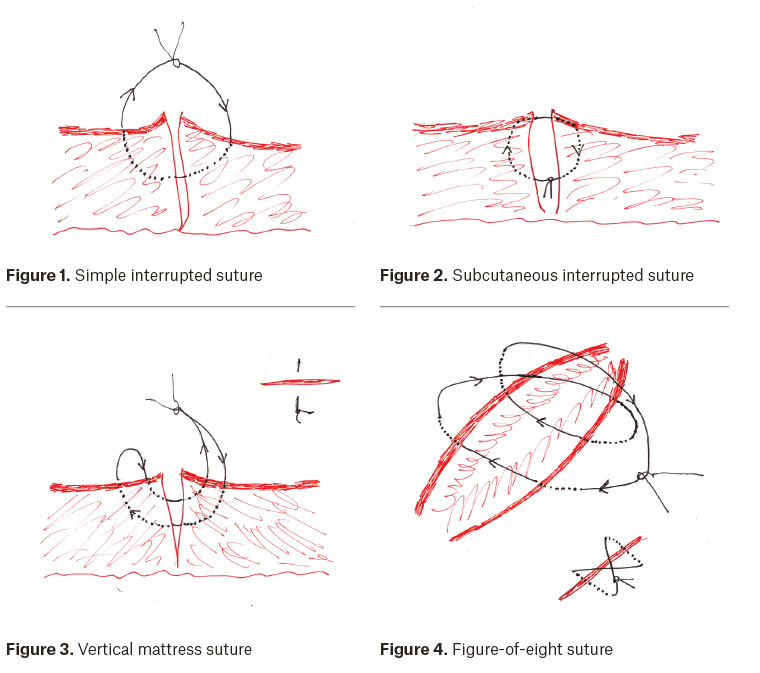 Figure 1. Simple interrupted suture
Figure 2. Subcutaneous interrupted suture
Figure 3. Vertical mattress suture
Figure 4. Figure-of-eight suture